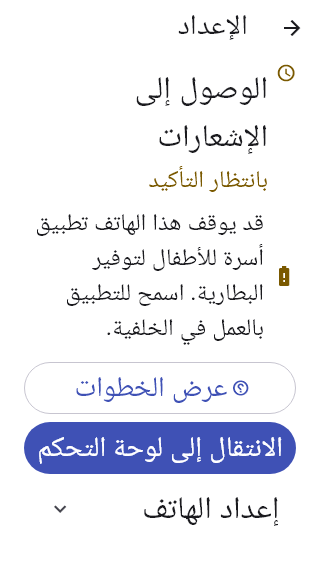 الإعداد
الوصول إلى
الإشعارات
بانتظار التأكيد
قد يوقف هذا الهاتف تطبيق
أسرة للأطفال لتوفير
البطارية. اسمح للتطبيق
بالعمل في الخلفية.
عرض الخطوات
الانتقال إلى لوحة التحكم
إعداد الهاتف